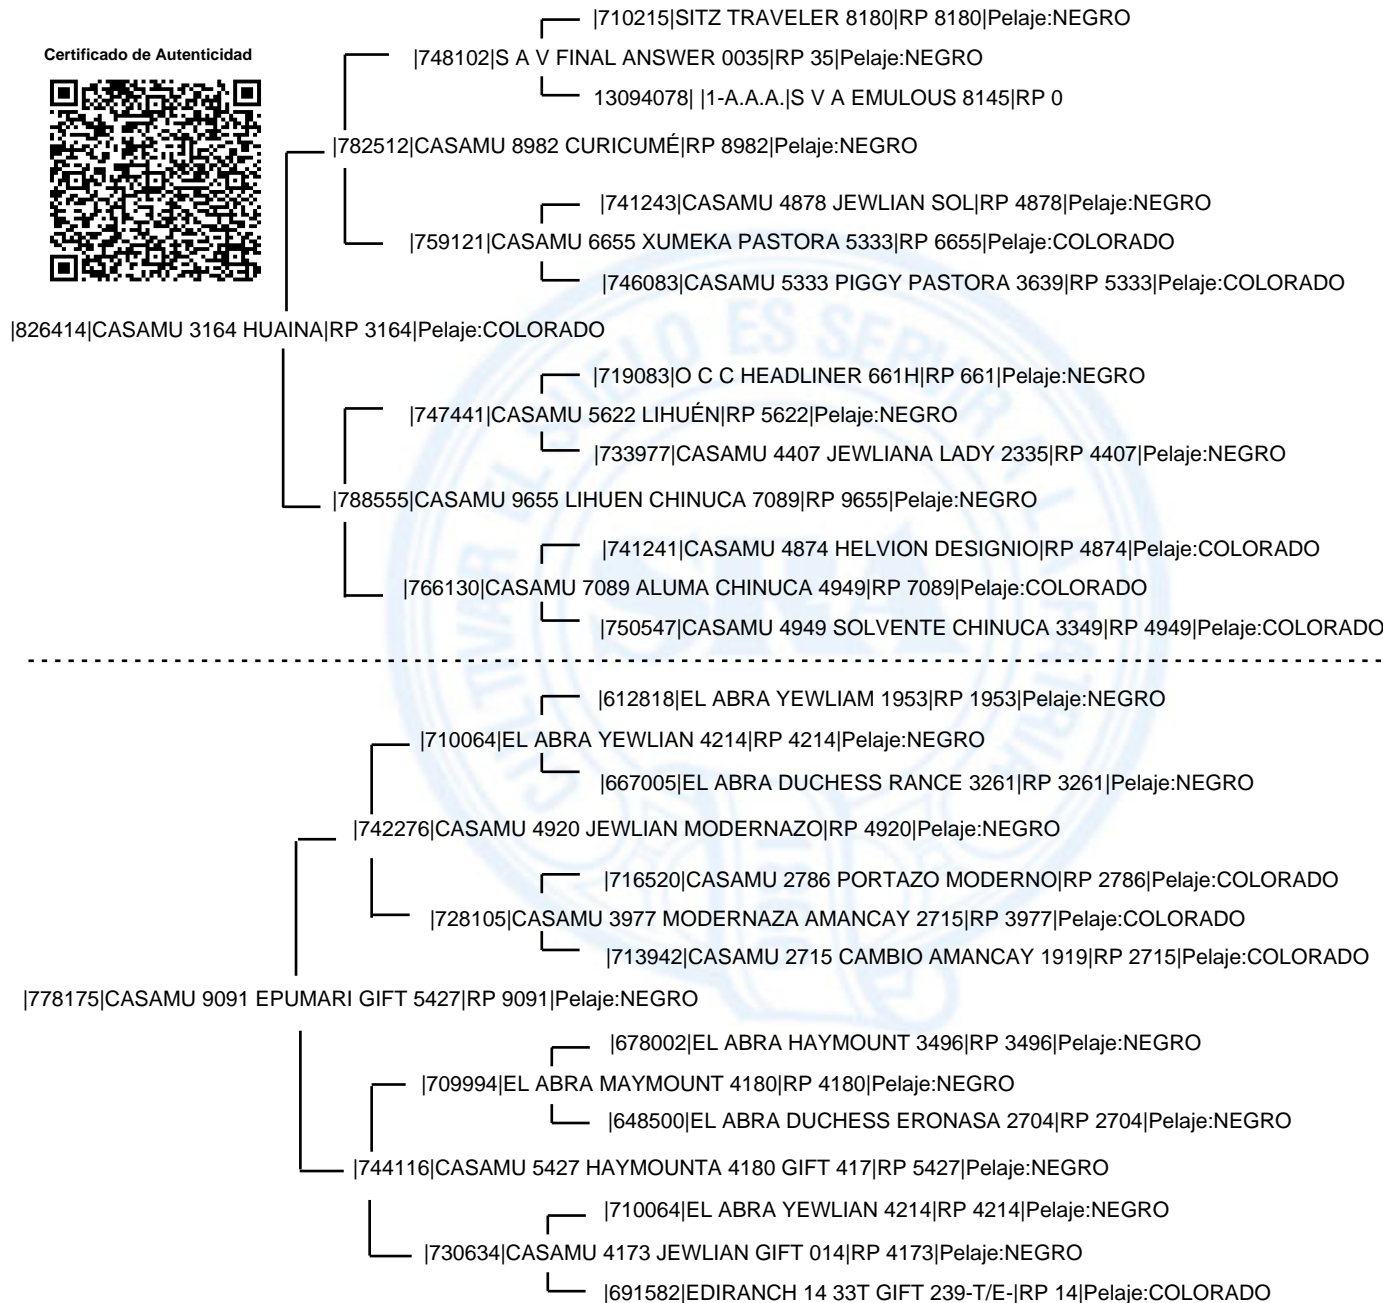 |710215|SITZ TRAVELER 8180|RP 8180|Pelaje:NEGRO
Certificado de Autenticidad
|748102|S A V FINAL ANSWER 0035|RP 35|Pelaje:NEGRO
13094078| |1-A.A.A.|S V A EMULOUS 8145|RP 0
|782512|CASAMU 8982 CURICUMÉ|RP 8982|Pelaje:NEGRO
|741243|CASAMU 4878 JEWLIAN SOL|RP 4878|Pelaje:NEGRO
|759121|CASAMU 6655 XUMEKA PASTORA 5333|RP 6655|Pelaje:COLORADO
|746083|CASAMU 5333 PIGGY PASTORA 3639|RP 5333|Pelaje:COLORADO
|826414|CASAMU 3164 HUAINA|RP 3164|Pelaje:COLORADO
|719083|O C C HEADLINER 661H|RP 661|Pelaje:NEGRO
|747441|CASAMU 5622 LIHUÉN|RP 5622|Pelaje:NEGRO
|733977|CASAMU 4407 JEWLIANA LADY 2335|RP 4407|Pelaje:NEGRO
|788555|CASAMU 9655 LIHUEN CHINUCA 7089|RP 9655|Pelaje:NEGRO
|741241|CASAMU 4874 HELVION DESIGNIO|RP 4874|Pelaje:COLORADO
|766130|CASAMU 7089 ALUMA CHINUCA 4949|RP 7089|Pelaje:COLORADO
|750547|CASAMU 4949 SOLVENTE CHINUCA 3349|RP 4949|Pelaje:COLORADO
|612818|EL ABRA YEWLIAM 1953|RP 1953|Pelaje:NEGRO
|710064|EL ABRA YEWLIAN 4214|RP 4214|Pelaje:NEGRO
|667005|EL ABRA DUCHESS RANCE 3261|RP 3261|Pelaje:NEGRO
|742276|CASAMU 4920 JEWLIAN MODERNAZO|RP 4920|Pelaje:NEGRO
|716520|CASAMU 2786 PORTAZO MODERNO|RP 2786|Pelaje:COLORADO
|728105|CASAMU 3977 MODERNAZA AMANCAY 2715|RP 3977|Pelaje:COLORADO
|713942|CASAMU 2715 CAMBIO AMANCAY 1919|RP 2715|Pelaje:COLORADO
|778175|CASAMU 9091 EPUMARI GIFT 5427|RP 9091|Pelaje:NEGRO
|678002|EL ABRA HAYMOUNT 3496|RP 3496|Pelaje:NEGRO
|709994|EL ABRA MAYMOUNT 4180|RP 4180|Pelaje:NEGRO
|648500|EL ABRA DUCHESS ERONASA 2704|RP 2704|Pelaje:NEGRO
|744116|CASAMU 5427 HAYMOUNTA 4180 GIFT 417|RP 5427|Pelaje:NEGRO
|710064|EL ABRA YEWLIAN 4214|RP 4214|Pelaje:NEGRO
|730634|CASAMU 4173 JEWLIAN GIFT 014|RP 4173|Pelaje:NEGRO
|691582|EDIRANCH 14 33T GIFT 239-T/E-|RP 14|Pelaje:COLORADO
CULTIVAR EL SUELO ES SERVIR A LA PATRIA
SRA
1866